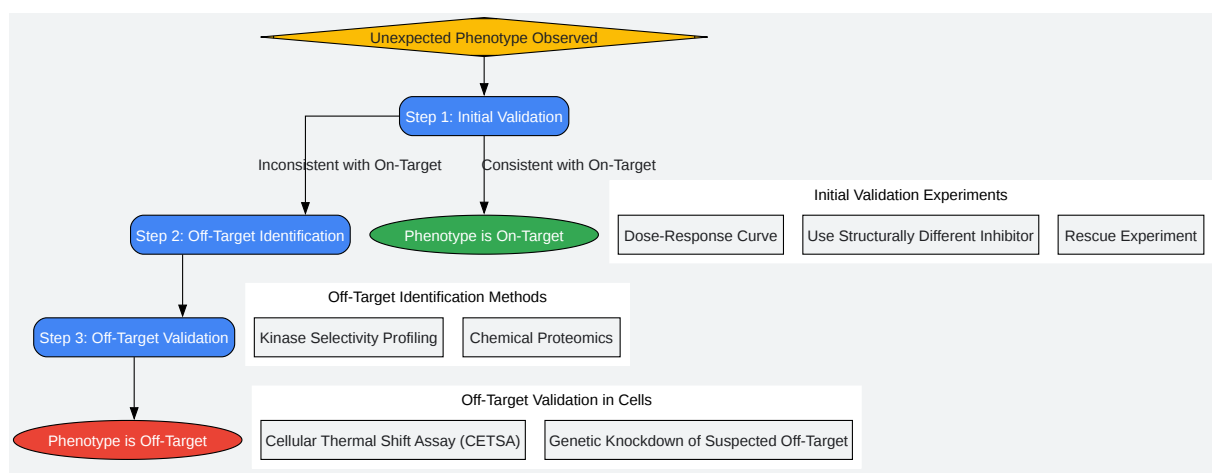 Unexpected Phenotype Observed
Step 1: Initial Validation
Inconsistent with On-Target
Consistent with On-Target
Initial Validation Experiments
Step 2: Off-Target Identification
Phenotype is On-Target
Dose-Response Curve
Use Structurally Different Inhibitor
Rescue Experiment
Off-Target Identification Methods
Step 3: Off-Target Validation
Kinase Selectivity Profiling
Chemical Proteomics
Off-Target Validation in Cells
Phenotype is Off-Target
Cellular Thermal Shift Assay (CETSA)
Genetic Knockdown of Suspected Off-Target